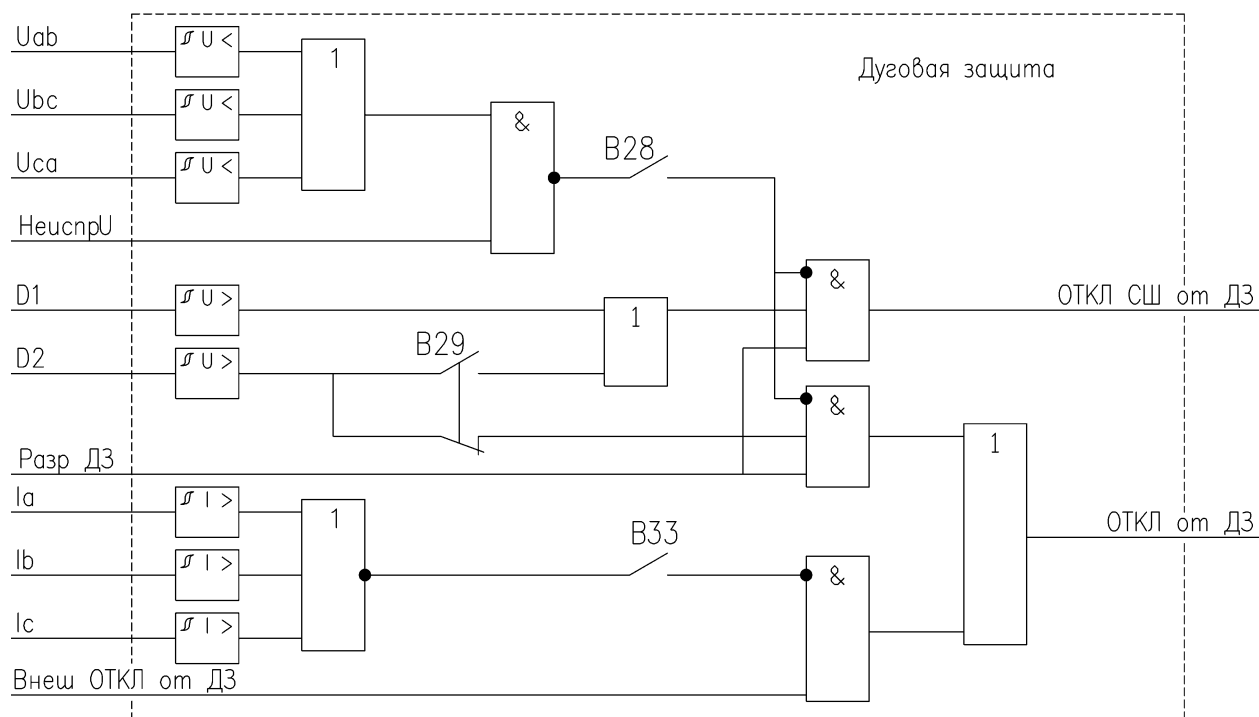 Uab
U <
1
Дуговая защита
Ubc
U <
&
Uca
U <
B28
НеиспрU
&
D1
U >
1
ОТКЛ СШ от ДЗ
D2
U >
B29
&
1
Разр ДЗ
Ia
I >
1
ОТКЛ от ДЗ
Ib
I >
B33
&
Ic
I >
Внеш ОТКЛ от ДЗ